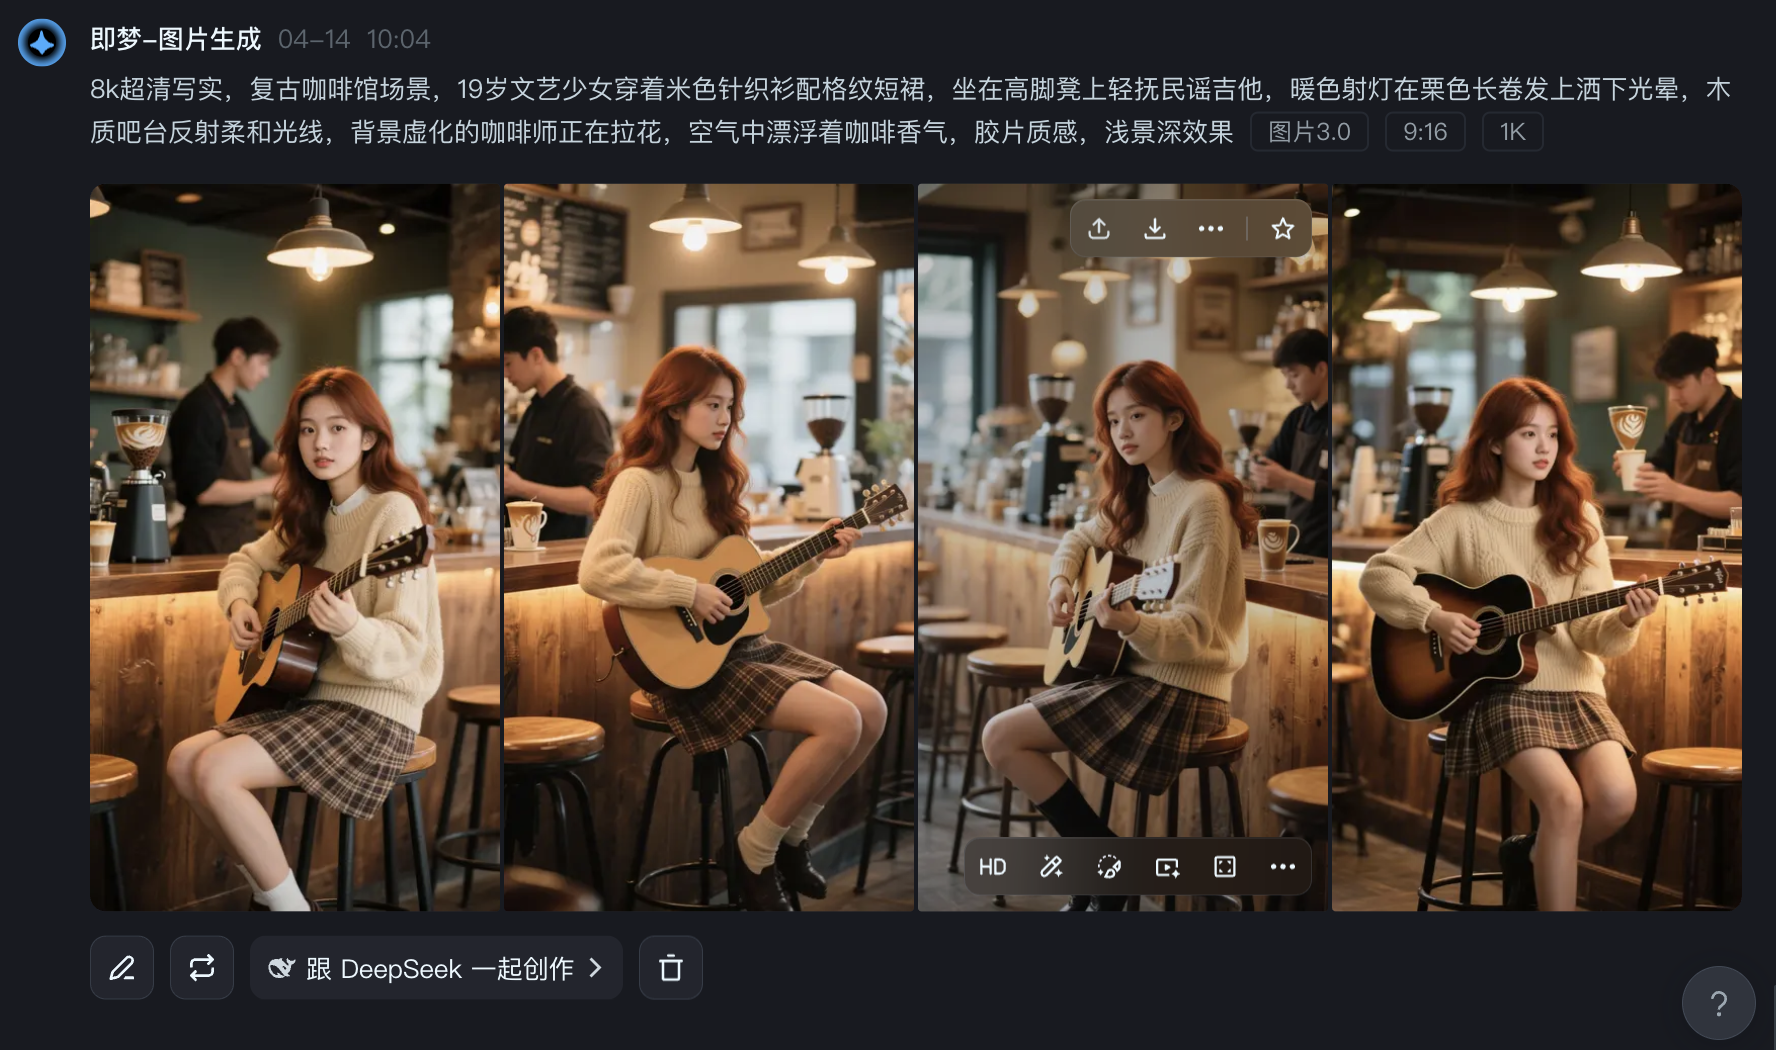 即梦-图片生成 04-14 10:04
8k超清写实，复古咖啡馆场景，19岁文艺少女穿着米色针织衫配格纹短裙，坐在高脚凳上轻抚民谣吉他，暖色射灯在栗色长卷发上洒下光晕，木
质吧台反射柔和光线，背景虚化的咖啡师正在拉花，空气中漂浮着咖啡香气，胶片质感，浅景深效果 图片3.0 9:16 1K
HD
跟 DeepSeek 一起创作
?